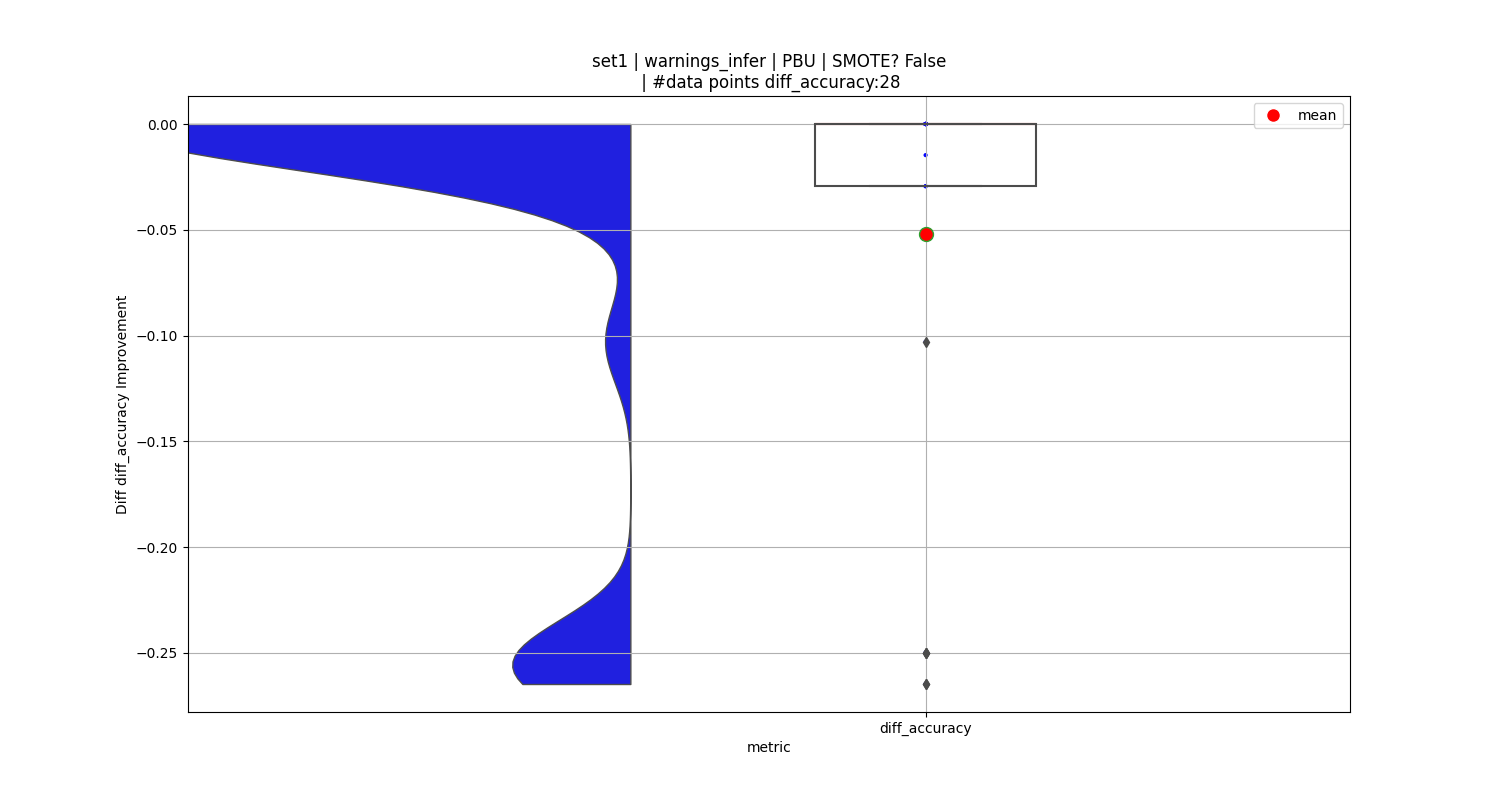 set1 | warnings_infer | PBU | SMOTE? False
| #data points diff_accuracy:28
mean
0.00
−0.05
−0.10
−0.15
−0.20
−0.25
Diff diff_accuracy Improvement
diff_accuracy
metric